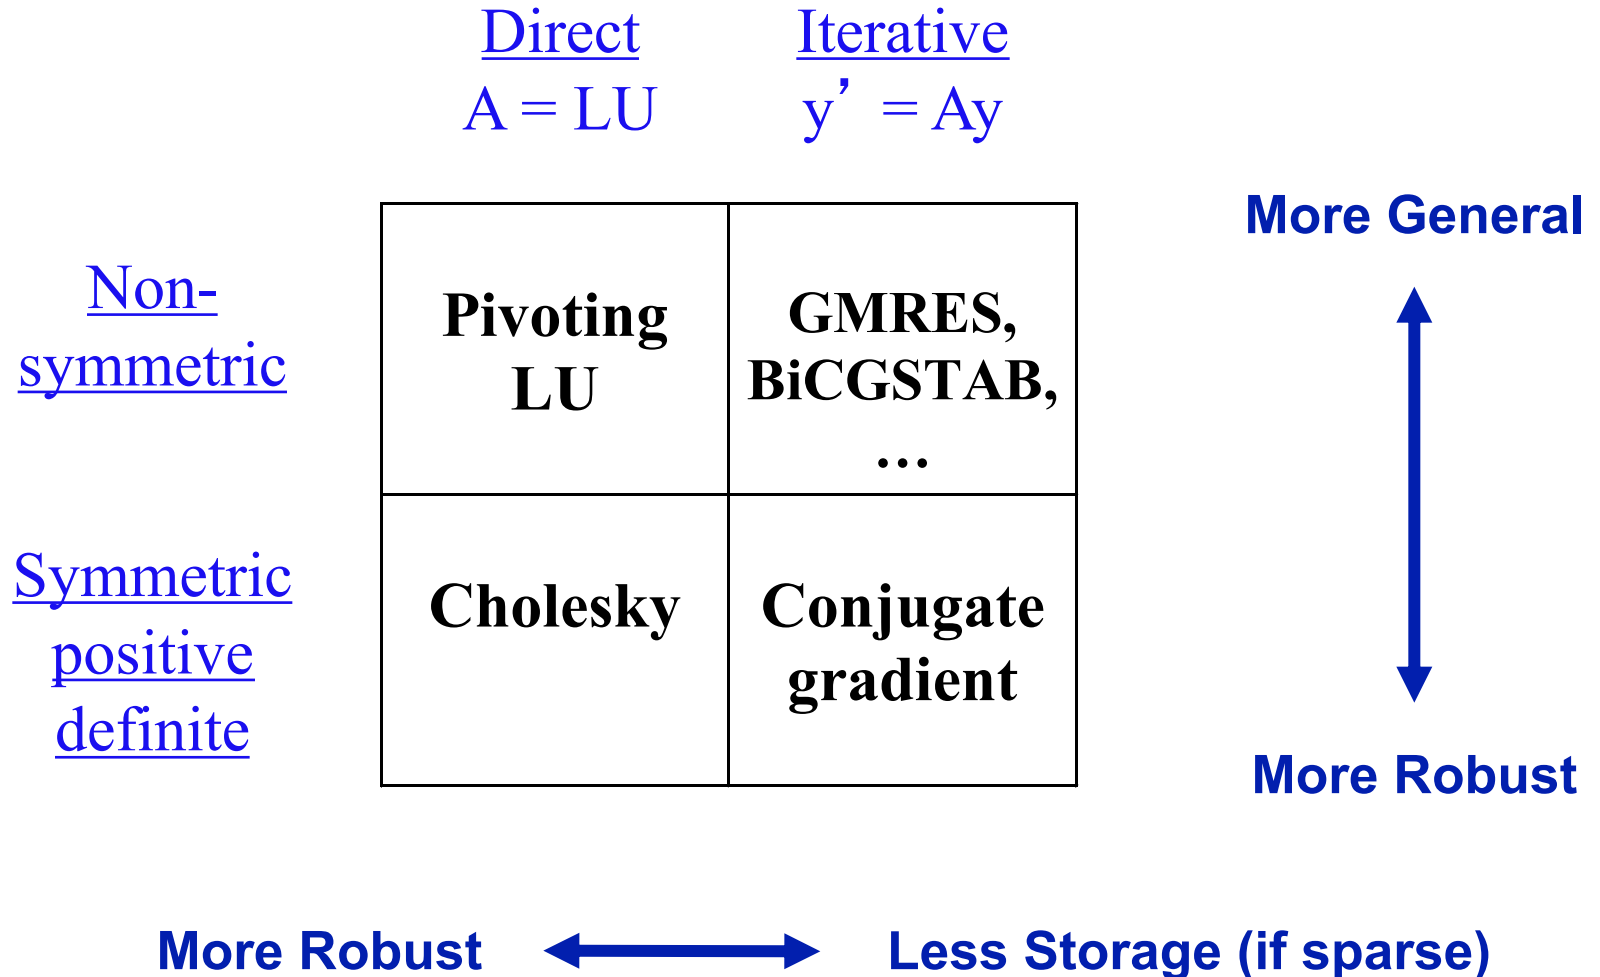 Direct
Iterative
A = LU
y’ = Ay
More General
Non-
symmetric
Pivoting
LU
GMRES,
BiCGSTAB,
…
Symmetric
positive
definite
Cholesky
Conjugate
gradient
More Robust
More Robust
Less Storage (if sparse)